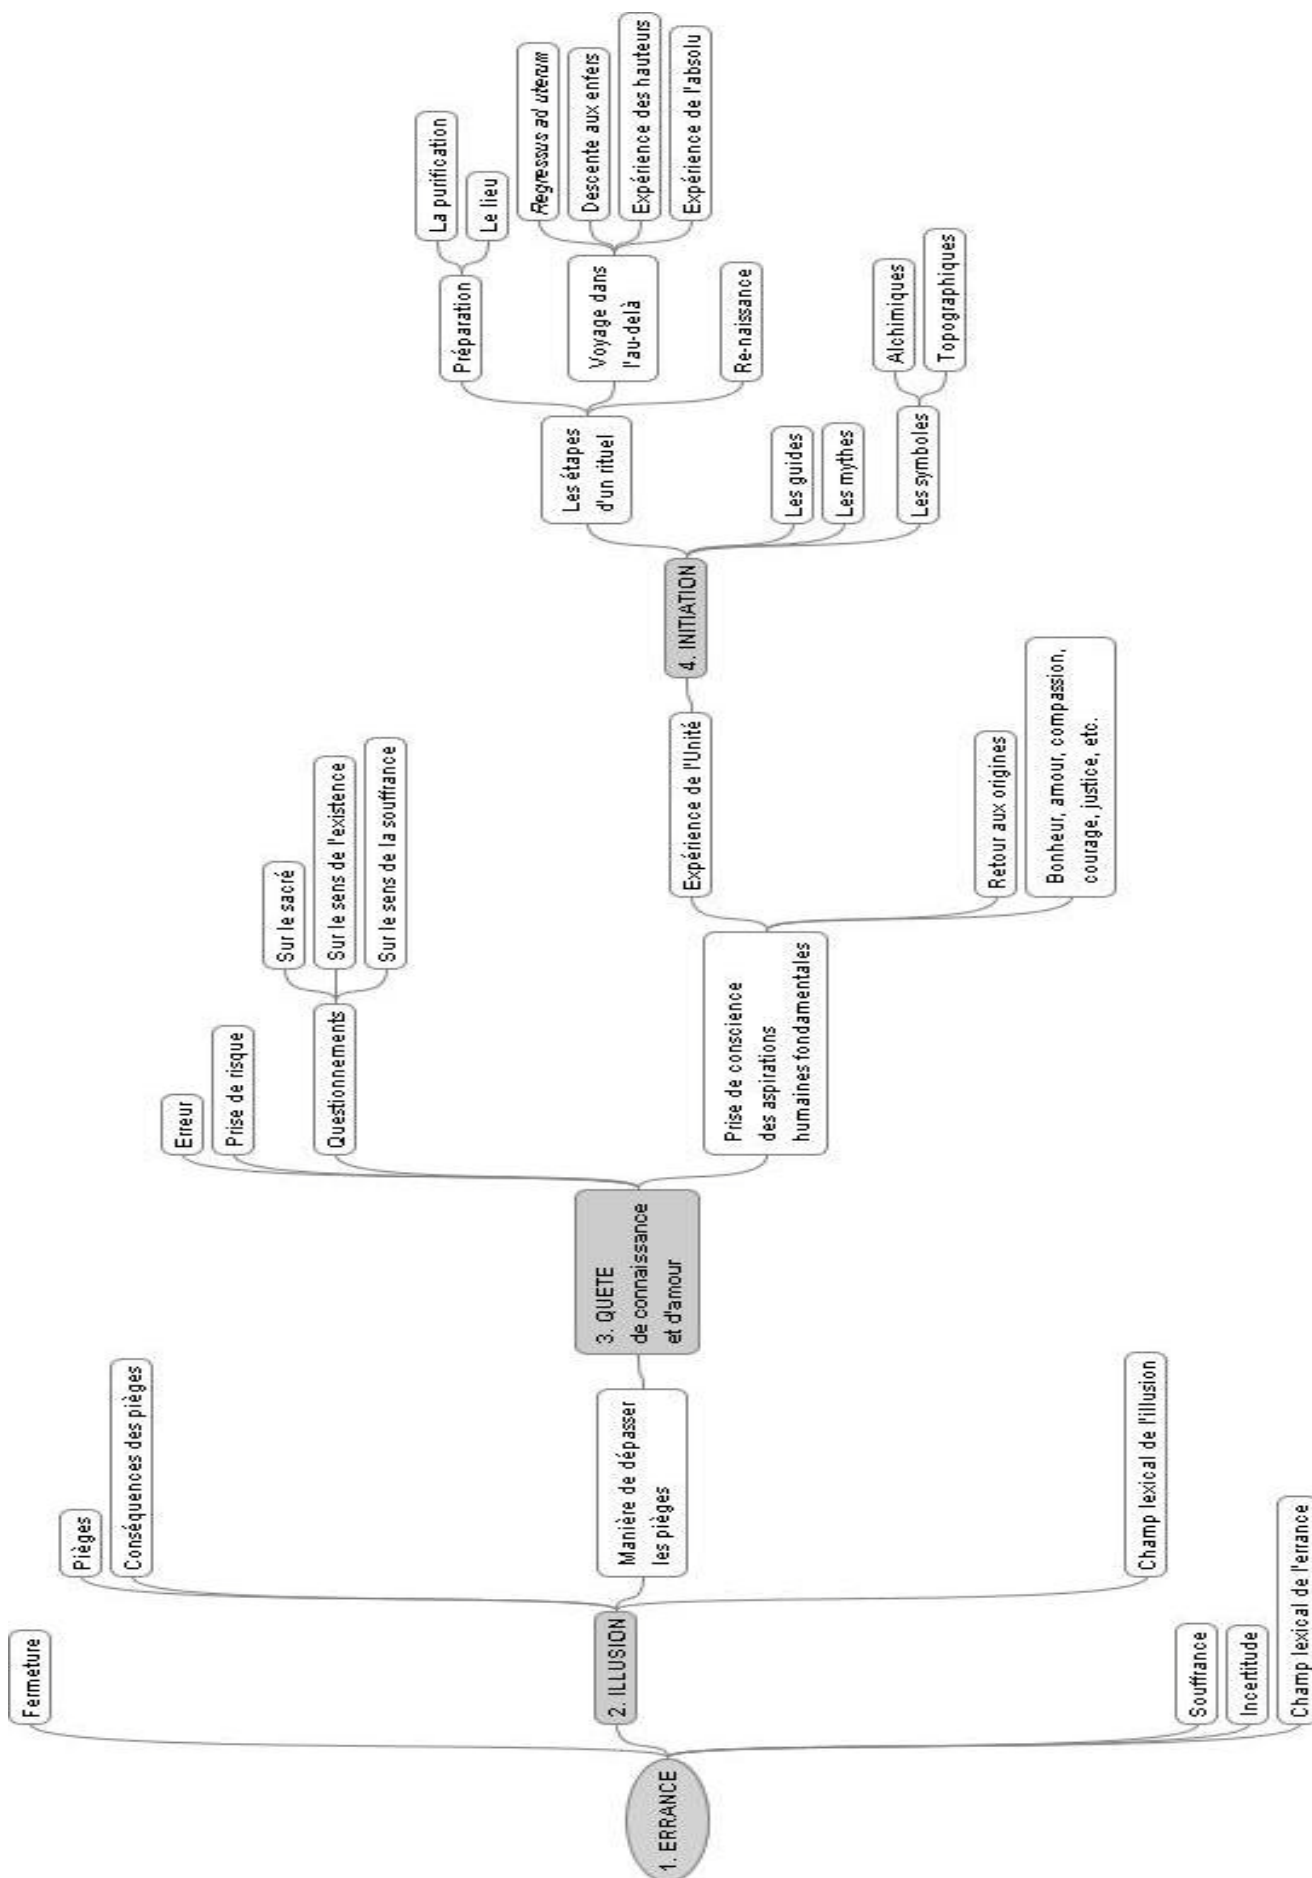 1. ERRANCE
Fermeture
2. ILLUSION
Pièges
Conséquences des pièges
Manière de dépasser
les pièges
3. QUETE
de connaissance
et d'amour
Erreur
Prise de risque
Questionnements
Sur le sacré
Sur le sens de l'existence
Sur le sens de la souffrance
Prise de conscience
des aspirations
humaines fondamentales
Expérience de l'Unité
4. INITIATION
Les étapes
d'un rituel
Préparation
La purification
Le lieu
Voyage dans
l'au-delà
Regressus ad uterum
Descente aux enfers
Expérience des hauteurs
Expérience de l'absolu
Re-naissance
Les guides
Les mythes
Les symboles
Alchimiques
Topographiques
Retour aux origines
Bonheur, amour, compassion,
courage, justice, etc.
Champ lexical de l'illusion
Souffrance
Incertitude
Champ lexical de l'errance